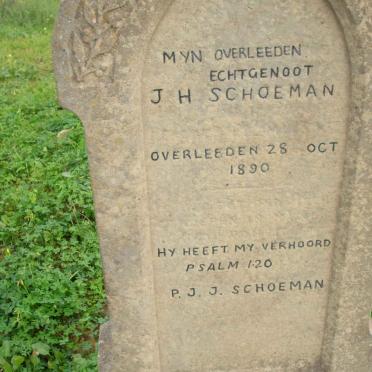 MYN OVERLEEDEN
ECHTGENOOT
J H SCHOEMAN
OVERLEEDEN 28 OCT
1890
HY HEEFT MY VERHOORD
PSALM 120
P. J. J. SCHOEMAN